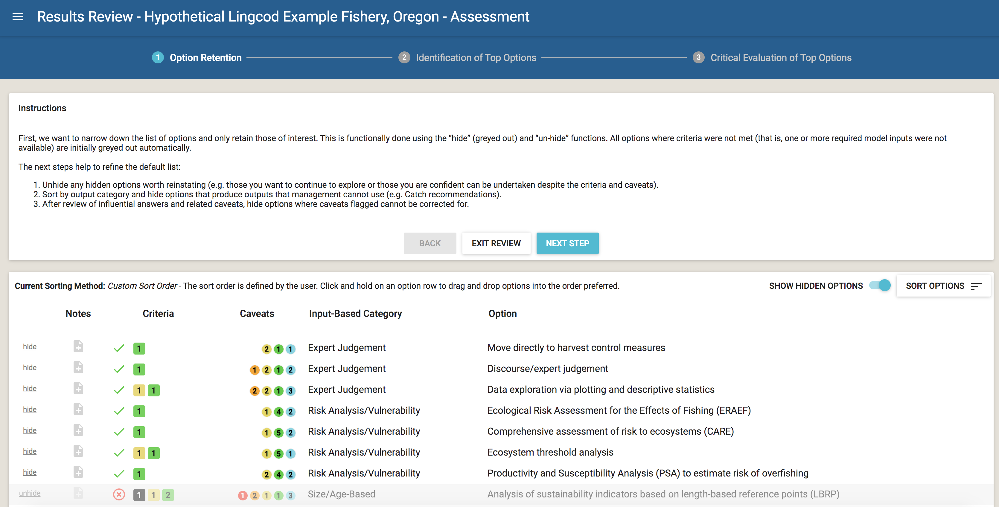 Results Review - Hypothetical Lingcod Example Fishery, Oregon - Assessment
1 Option Retention 2 Identification of Top Options 3 Critical Evaluation of Top Options
Instructions
First, we want to narrow down the list of options and only retain those of interest. This is functionally done using the “hide” (greyed out) and “un-hide” functions. All options where criteria were not met (that is, one or more required model inputs were not
available) are initially greyed out automatically.
The next steps help to refine the default list:
1. Unhide any hidden options worth reinstating (e.g. those you want to continue to explore or those you are confident can be undertaken despite the criteria and caveats).
2. Sort by output category and hide options that produce outputs that management cannot use (e.g. Catch recommendations).
3. After review of influential answers and related caveats, hide options where caveats flagged cannot be corrected for.
BACK EXIT REVIEW NEXT STEP
Current Sorting Method: Custom Sort Order - The sort order is defined by the user. Click and hold on an option row to drag and drop options into the order preferred. SHOW HIDDEN OPTIONS SORT OPTIONS
Notes Criteria Caveats Input-Based Category Option
hide 1 2 1 1 Expert Judgement Move directly to harvest control measures
hide 1 1 2 1 2 Expert Judgement Discourse/expert judgement
hide 1 1 2 2 1 3 Expert Judgement Data exploration via plotting and descriptive statistics
hide 1 1 4 2 Risk Analysis/Vulnerability Ecological Risk Assessment for the Effects of Fishing (ERAEF)
hide 1 1 5 2 Risk Analysis/Vulnerability Comprehensive assessment of risk to ecosystems (CARE)
hide 1 1 1 5 1 Risk Analysis/Vulnerability Ecosystem threshold analysis
hide 1 2 4 2 Risk Analysis/Vulnerability Productivity and Susceptibility Analysis (PSA) to estimate risk of overfishing
unhide 1 1 2 1 2 1 1 3 Size/Age-Based Analysis of sustainability indicators based on length-based reference points (LBRP)